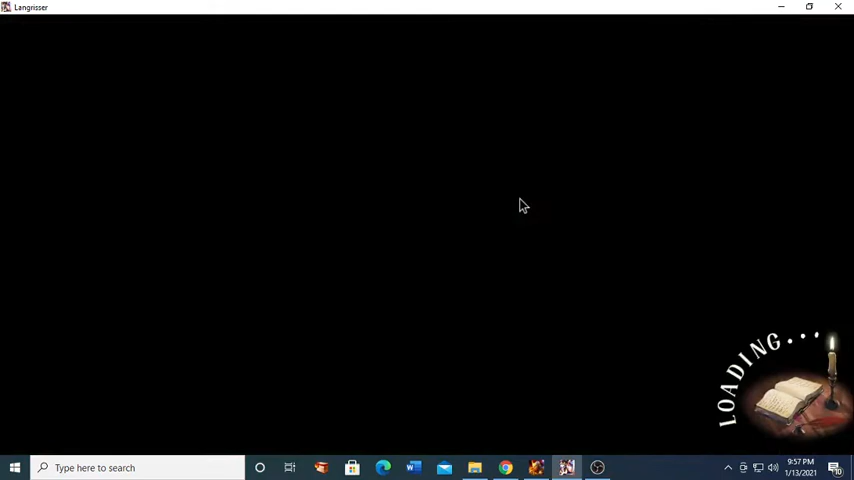 Langrisser
LOADING...
Type here to search
9:57 PM
1/13/2021
10